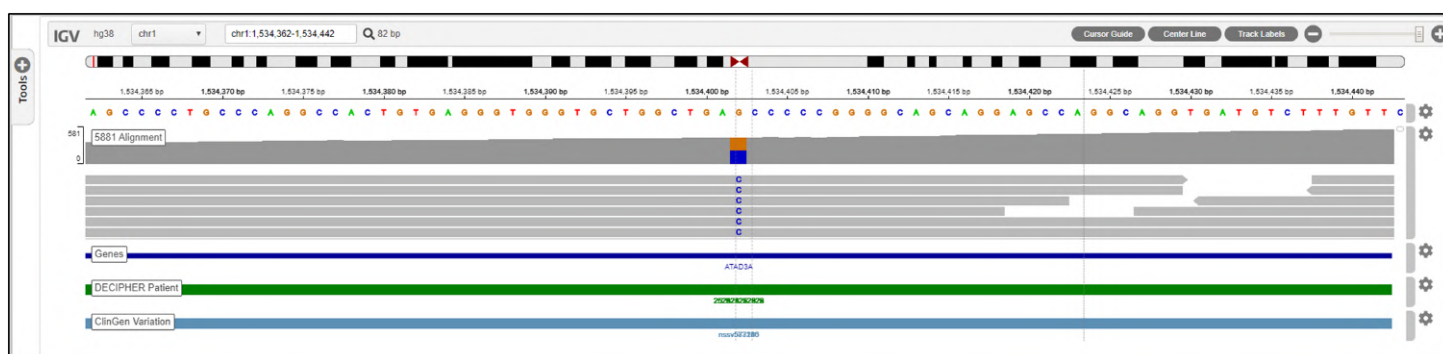 IGV hg38 chr1 chr1:1,534,362-1,534,442 82 bp Cursor Guide Center Line Track Labels
Tools
1,534,365 bp 1,534,370 bp 1,534,375 bp 1,534,380 bp 1,534,385 bp 1,534,390 bp 1,534,395 bp 1,534,400 bp 1,534,405 bp 1,534,410 bp 1,534,415 bp 1,534,420 bp 1,534,425 bp 1,534,430 bp 1,534,435 bp 1,534,440 bp
A G C C C C T G C C C A G G C C A C T G T G A G G G T G G G T G C T G G C T G A G C C C C C G G G G C A G C A G G A G C C A G G C A G G T G A T G T C T T T G T T C
581
5881 Alignment
0
C
C
C
C
C
C
Genes
ATAD3A
DECIPHER Patient
ClinGen Variation